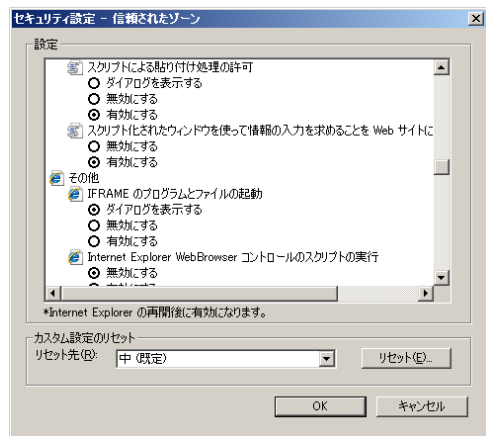 セキュリティ設定 - 信頼されたゾーン
設定
スクリプトによる貼り付け処理の許可
ダイアログを表示する
無効にする
有効にする
スクリプト化されたウィンドウを使って情報の入力を求めることを Web サイトに
無効にする
有効にする
その他
IFRAME のプログラムとファイルの起動
ダイアログを表示する
無効にする
有効にする
Internet Explorer WebBrowser コントロールのスクリプトの実行
無効にする
*Internet Explorer の再開後に有効になります。
カスタム設定のリセット
リセット先(R):
中 (既定)
リセット(E)...
OK
キャンセル